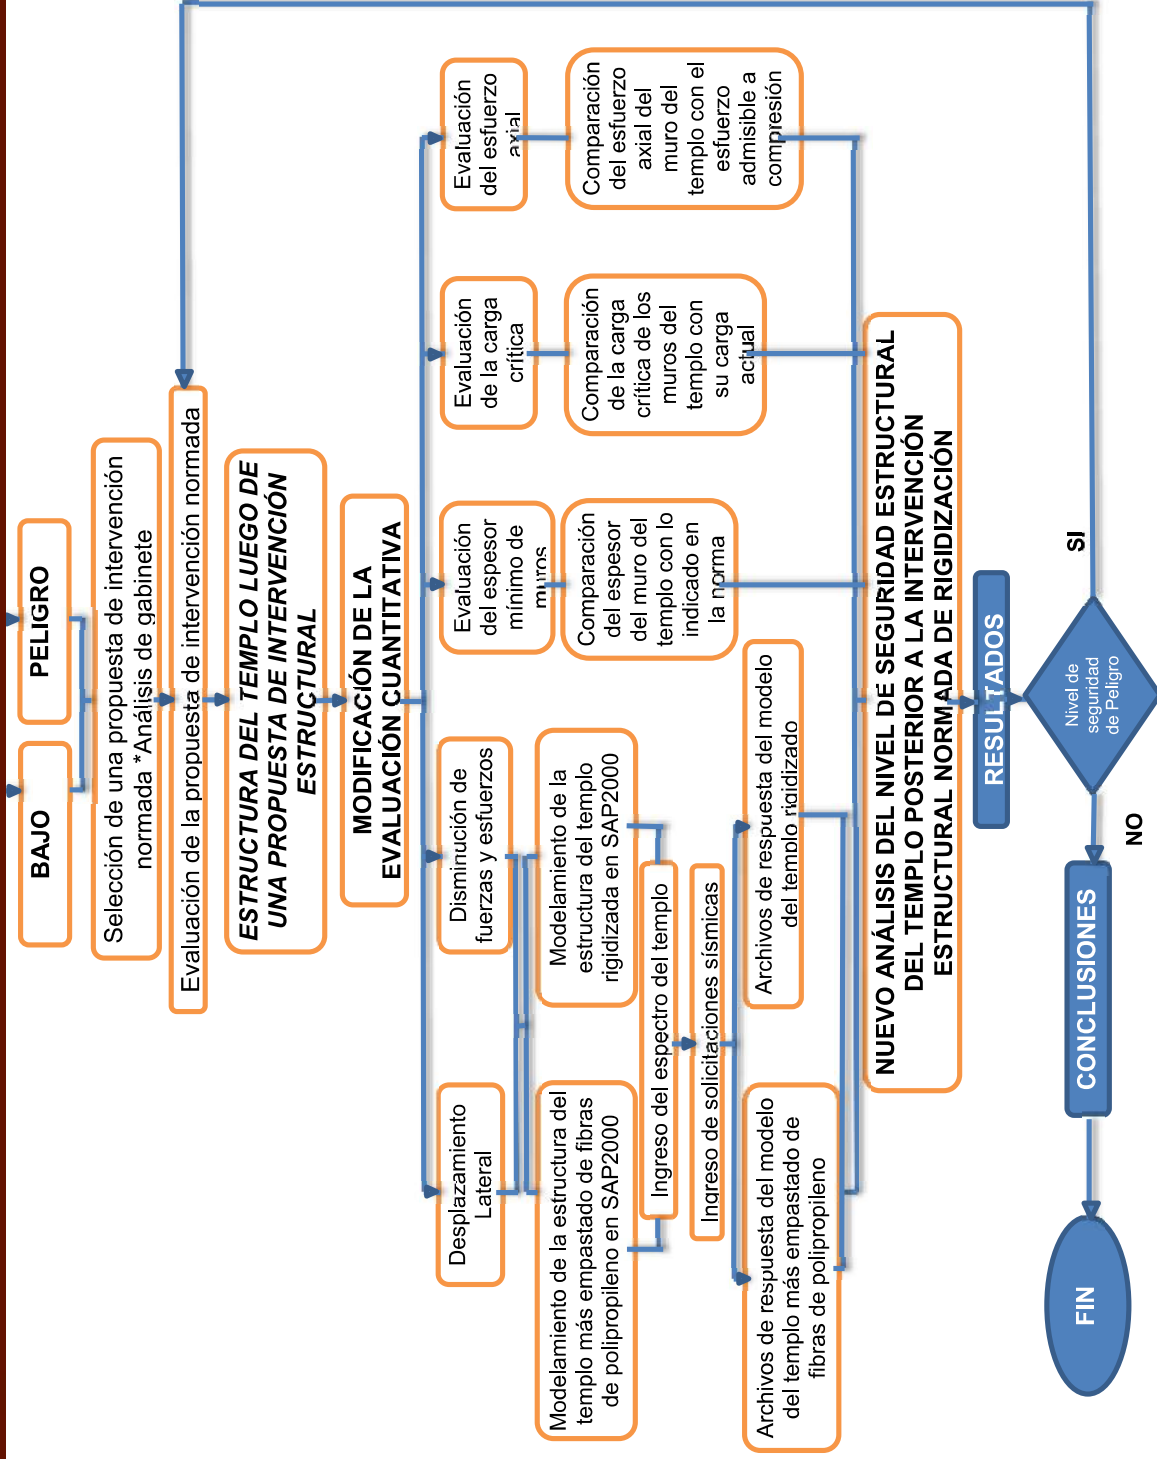 BAJO
PELIGRO
Selección de una propuesta de intervención
normada *Análisis de gabinete
Evaluación de la propuesta de intervención normada
ESTRUCTURA DEL TEMPLO LUEGO DE
UNA PROPUESTA DE INTERVENCIÓN
ESTRUCTURAL
MODIFICACIÓN DE LA
EVALUACIÓN CUANTITATIVA
Desplazamiento
Lateral
Disminución de
fuerzas y esfuerzos
Evaluación
del espesor
mínimo de
muros
Evaluación
de la carga
crítica
Evaluación
del esfuerzo
axial
Modelamiento de la estructura del
templo más empastado de fibras
de polipropileno en SAP2000
Modelamiento de la
estructura del templo
rigidizada en SAP2000
Comparación
del espesor
del muro del
templo con lo
indicado en
la norma
Comparación
de la carga
crítica de los
muros del
templo con
su carga
actual
Comparación
del esfuerzo
axial del
muro del
templo con el
esfuerzo
admisible a
compresión
Ingreso del espectro del templo
Ingreso de solicitaciones sísmicas
Archivos de respuesta del modelo
del templo más empastado de
fibras de polipropileno
Archivos de respuesta del modelo
del templo rigidizado
NUEVO ANÁLISIS DEL NIVEL DE SEGURIDAD ESTRUCTURAL
DEL TEMPLO POSTERIOR A LA INTERVENCIÓN
ESTRUCTURAL NORMADA DE RIGIDIZACIÓN
RESULTADOS
Nivel de
seguridad
de Peligro
SI
NO
CONCLUSIONES
FIN